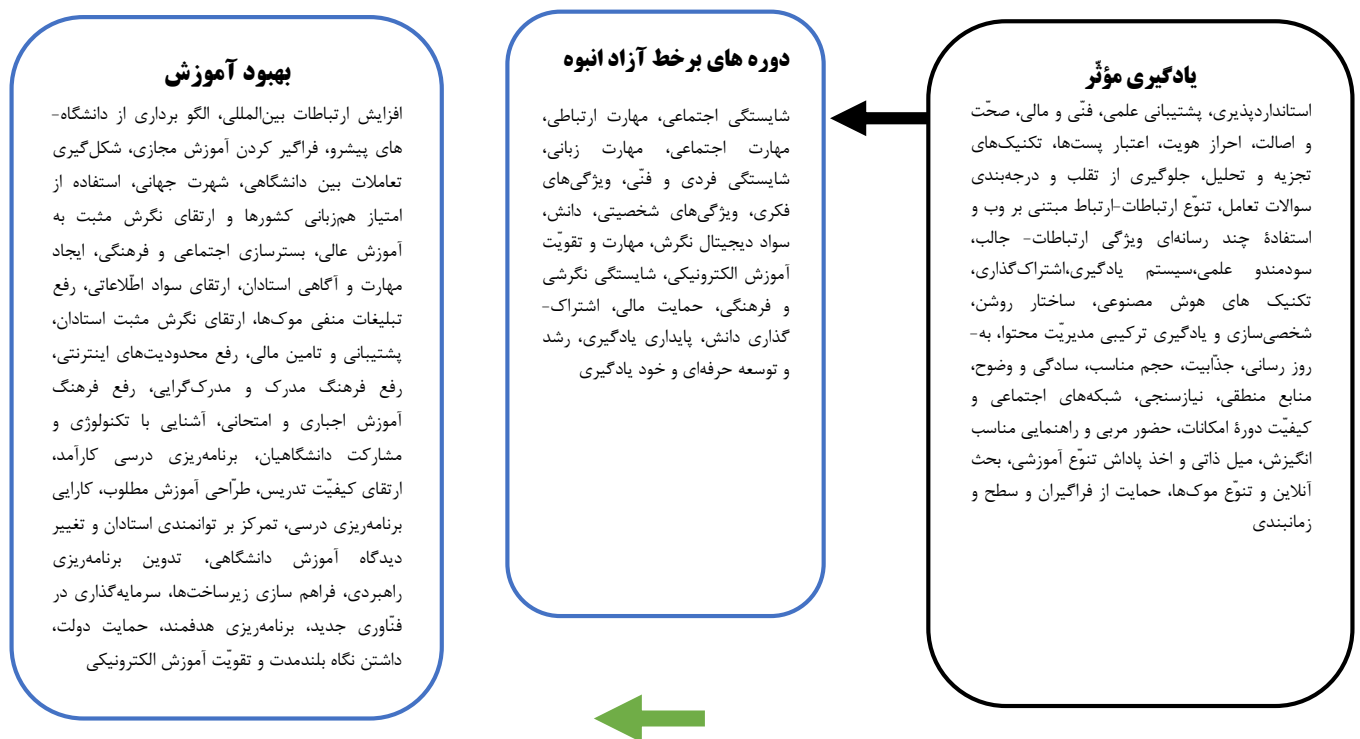 یادگیری مؤثّر
استانداردپذیری، پشتیبانی علمی، فنّی و مالی، صحّت
و اصالت، احراز هویت، اعتبار پست‌ها، تکنیک‌های
تجزیه و تحلیل، جلوگیری از تقلب و درجه‌بندی
سوالات تعامل، تنوّع ارتباطات-ارتباط مبتنی بر وب و
استفادهٔ چند رسانه‌ای ویژگی ارتباطات- جالب،
سودمندو علمی،سیستم یادگیری،اشتراک‌گذاری،
تکنیک های هوش مصنوعی، ساختار روشن،
شخصی‌سازی و یادگیری ترکیبی مدیریّت محتوا، به-
روز رسانی، جذّابیت، حجم مناسب، سادگی و وضوح،
منابع منطقی، نیازسنجی، شبکه‌های اجتماعی و
کیفیّت دورهٔ امکانات، حضور مربی و راهنمایی مناسب
انگیزش، میل ذاتی و اخذ پاداش تنوّع آموزشی، بحث
آنلاین و تنوّع موک‌ها، حمایت از فراگیران و سطح و
زمانبندی
دوره های برخط آزاد انبوه
شایستگی اجتماعی، مهارت ارتباطی،
مهارت اجتماعی، مهارت زبانی،
شایستگی فردی و فنّی، ویژگی‌های
فکری، ویژگی‌های شخصیتی، دانش،
سواد دیجیتال نگرش، مهارت و تقویّت
آموزش الکترونیکی، شایستگی نگرشی
و فرهنگی، حمایت مالی، اشتراک-
گذاری دانش، پایداری یادگیری، رشد
و توسعه حرفه‌ای و خود یادگیری
بهبود آموزش
افزایش ارتباطات بین‌المللی، الگو برداری از دانشگاه-
های پیشرو، فراگیر کردن آموزش مجازی، شکل‌گیری
تعاملات بین دانشگاهی، شهرت جهانی، استفاده از
امتیاز هم‌زبانی کشورها و ارتقای نگرش مثبت به
آموزش عالی، بسترسازی اجتماعی و فرهنگی، ایجاد
مهارت و آگاهی استادان، ارتقای سواد اطّلاعاتی، رفع
تبلیغات منفی موک‌ها، ارتقای نگرش مثبت استادان،
پشتیبانی و تامین مالی، رفع محدودیت‌های اینترنتی،
رفع فرهنگ مدرک و مدرک‌گرایی، رفع فرهنگ
آموزش اجباری و امتحانی، آشنایی با تکنولوژی و
مشارکت دانشگاهیان، برنامه‌ریزی درسی کارآمد،
ارتقای کیفیّت تدریس، طرّاحی آموزش مطلوب، کارایی
برنامه‌ریزی درسی، تمرکز بر توانمندی استادان و تغییر
دیدگاه آموزش دانشگاهی، تدوین برنامه‌ریزی
راهبردی، فراهم سازی زیرساخت‌ها، سرمایه‌گذاری در
فنّاوری جدید، برنامه‌ریزی هدفمند، حمایت دولت،
داشتن نگاه بلندمدت و تقویّت آموزش الکترونیکی